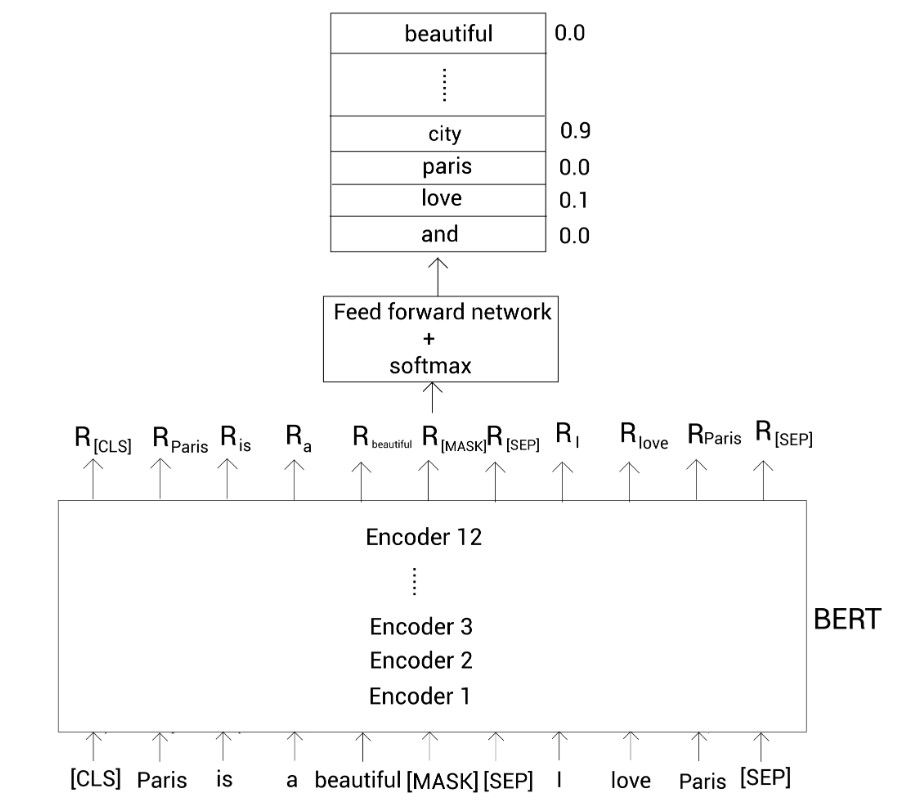 beautiful 0.0
city 0.9
paris 0.0
love 0.1
and 0.0
Feed forward network
+
softmax
R[CLS] RParis Ris Ra Rbeautiful R[MASK] R[SEP] RI Rlove RParis R[SEP]
Encoder 12
Encoder 3
BERT
Encoder 2
Encoder 1
[CLS] Paris is a beautiful [MASK] [SEP] I love Paris [SEP]